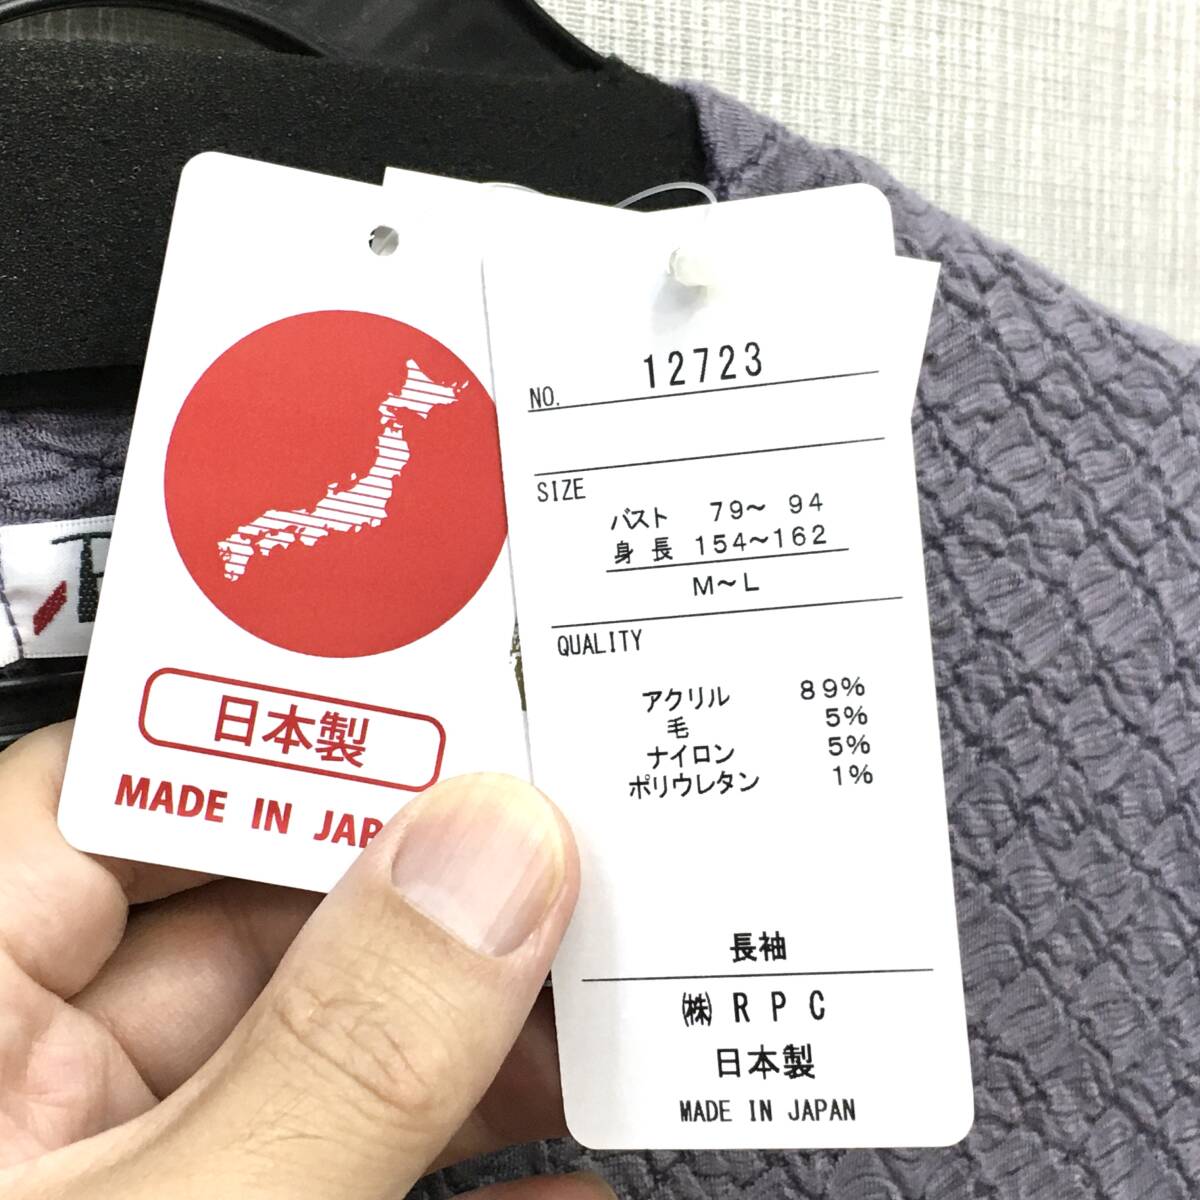 日本製
MADE IN JAP
NO. 12723
SIZE
バスト 79～ 94
身長 154～162
M～L
QUALITY
アクリル 89%
毛 5%
ナイロン 5%
ポリウレタン 1%
長袖
㈱ＲＰＣ
日本製
MADE IN JAPAN